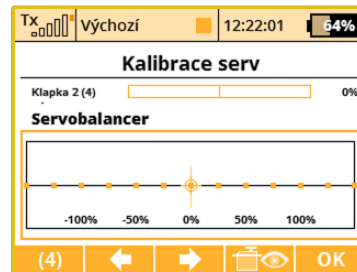 Tx Výchozí 12:22:01 64%
Kalibrace serv
Klapka 2 (4) 0%
Servobalancer
-100% -50% 0% 50% 100%
(4) OK